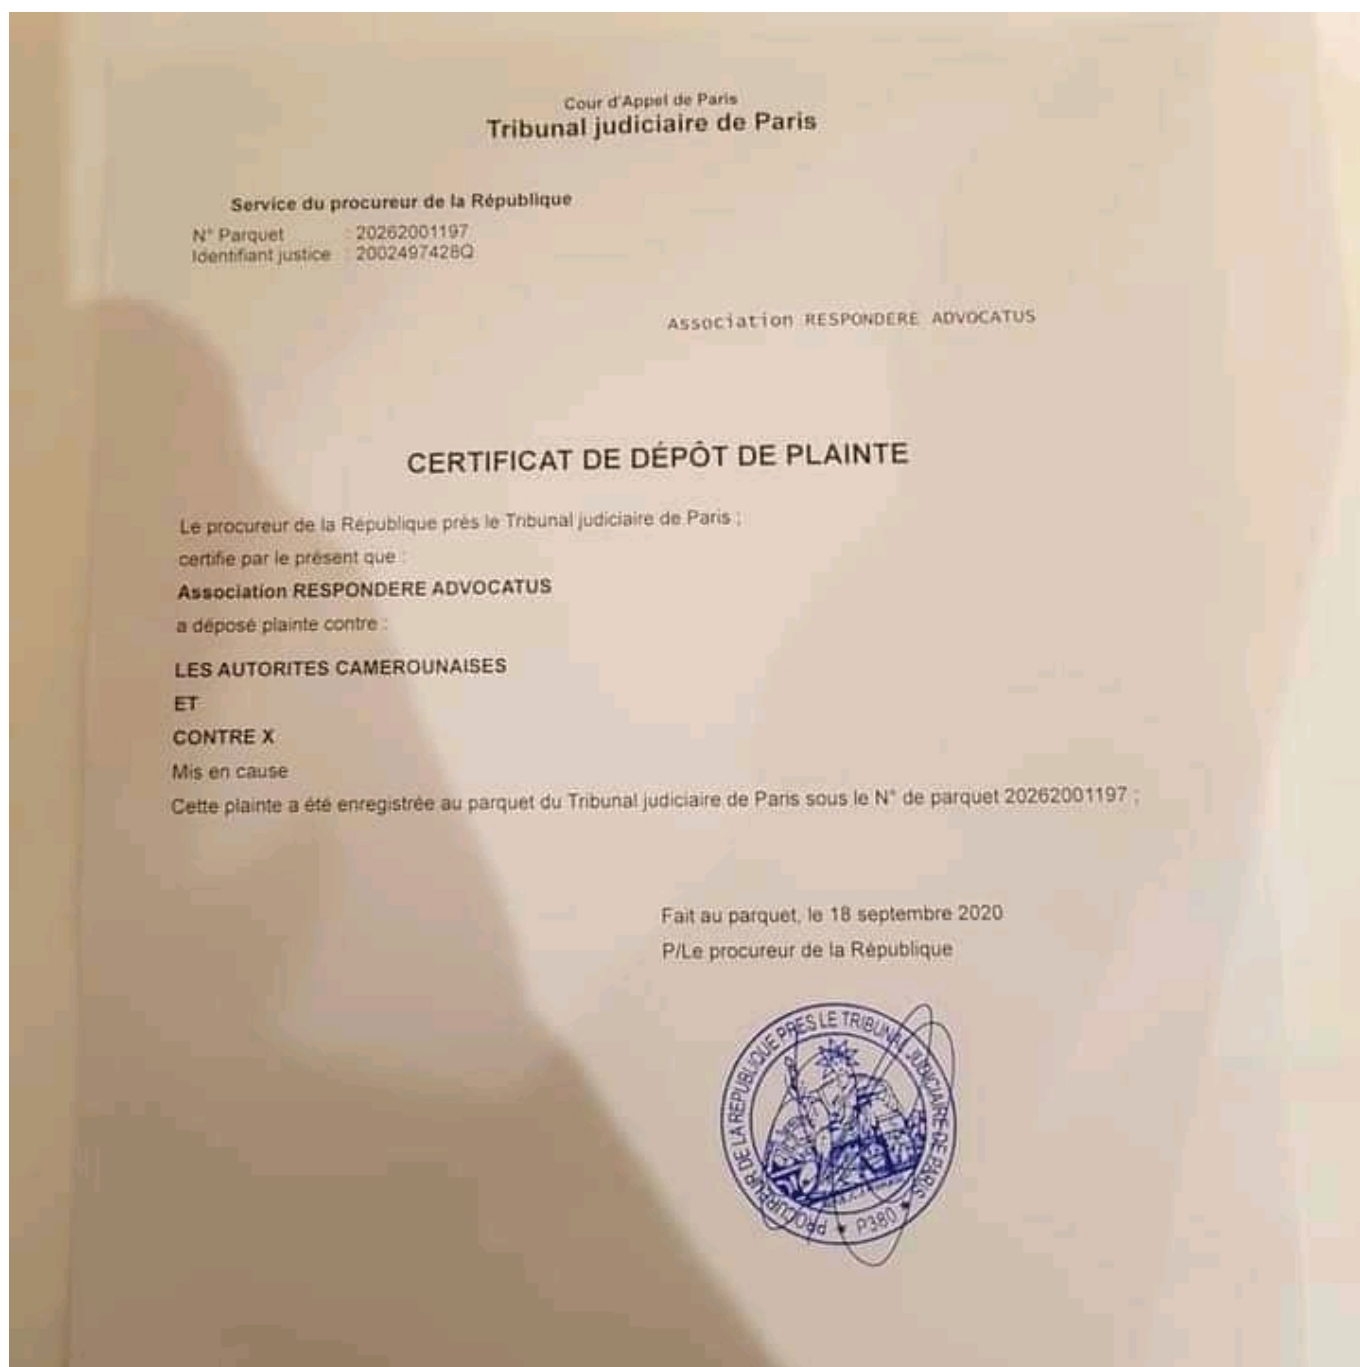 Cour d'Appel de Paris
Tribunal judiciaire de Paris
Service du procureur de la République
N° Parquet : 20262001197
Identifiant justice : 2002497428Q
Association RESPONDERE ADVOCATUS
CERTIFICAT DE DÉPÔT DE PLAINTE
Le procureur de la République près le Tribunal judiciaire de Paris ;
certifie par le présent que :
Association RESPONDERE ADVOCATUS
a déposé plainte contre :
LES AUTORITES CAMEROUNAISES
ET
CONTRE X
Mis en cause
Cette plainte a été enregistrée au parquet du Tribunal judiciaire de Paris sous le N° de parquet 20262001197 ;
Fait au parquet, le 18 septembre 2020
P/Le procureur de la République
PROCUREUR DE LA REPUBLIQUE PRES LE TRIBUNAL JUDICIAIRE DE PARIS
★ P380 ★